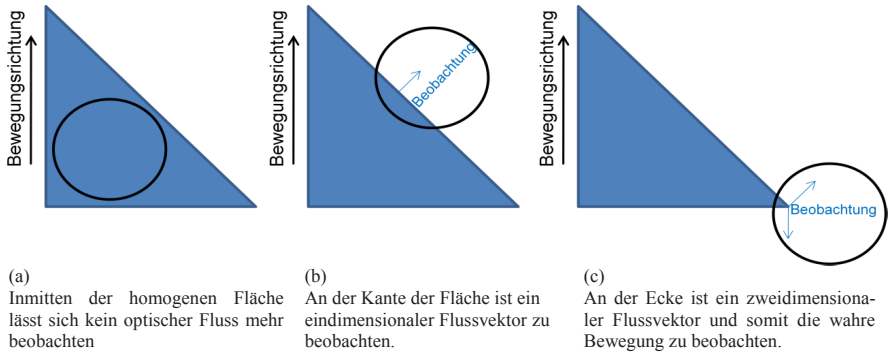 Bewegungsrichtung
Bewegungsrichtung
Beobachtung
Bewegungsrichtung
Beobachtung
(a)
Inmitten der homogenen Fläche
lässt sich kein optischer Fluss mehr
beobachten
(b)
An der Kante der Fläche ist ein
eindimensionaler Flussvektor zu
beobachten.
(c)
An der Ecke ist ein zweidimensiona-
ler Flussvektor und somit die wahre
Bewegung zu beobachten.